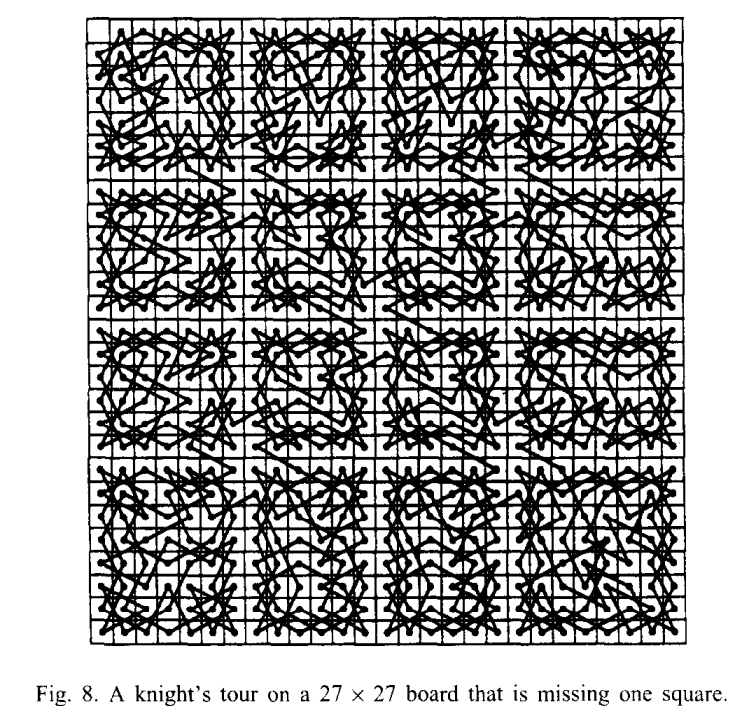 Fig. 8. A knight's tour on a 27 × 27 board that is missing one square.